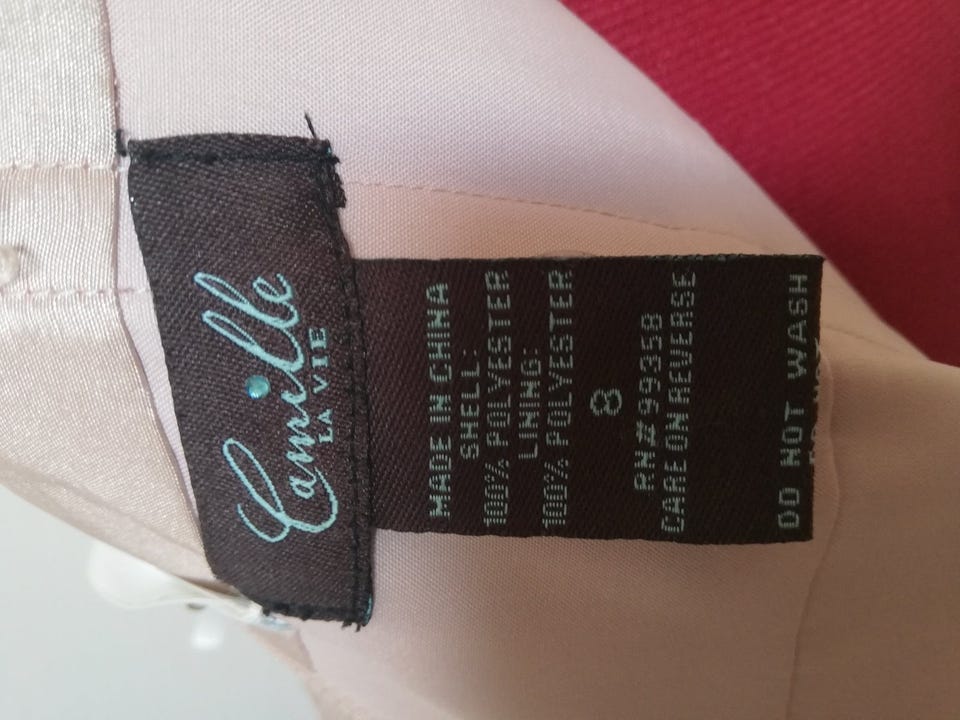 Camille
LA VIE
MADE IN CHINA
SHELL:
100% POLYESTER
LINING:
100% POLYESTER
8
RN#99358
CARE ON REVERSE
DO NOT WASH